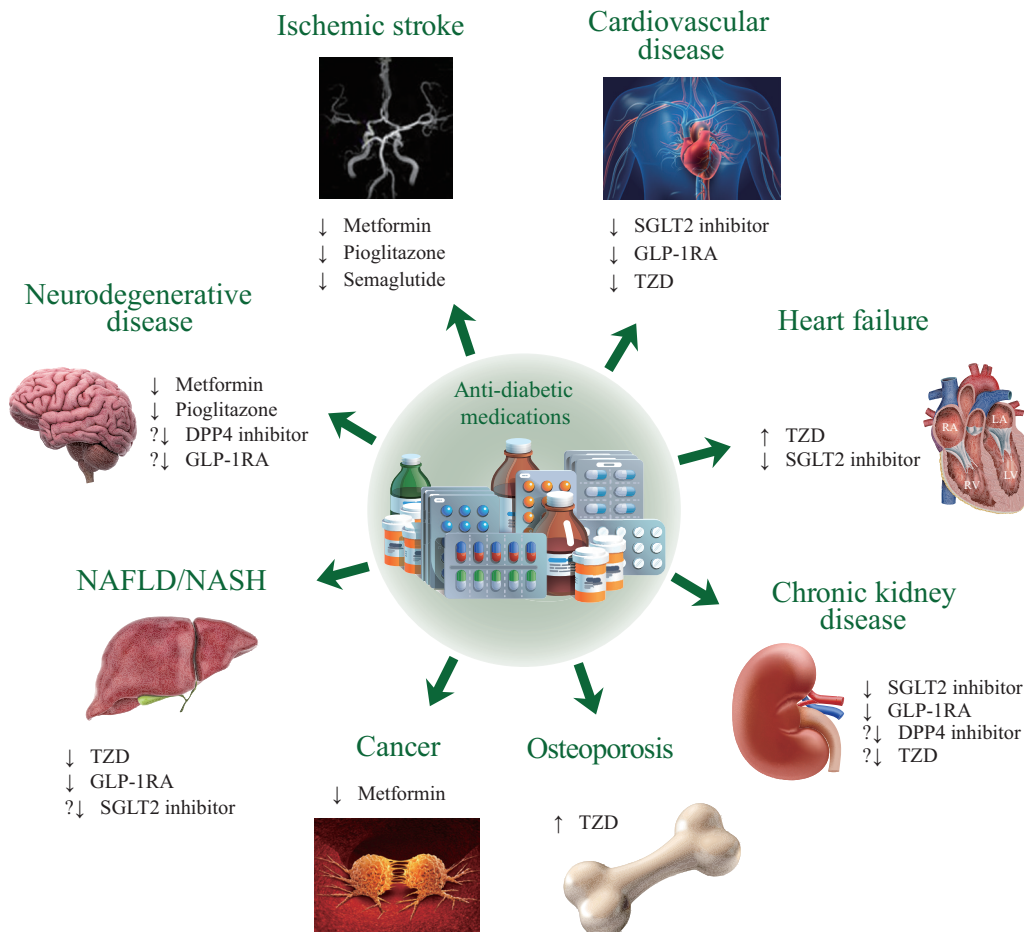 Ischemic stroke
↓ Metformin
↓ Pioglitazone
↓ Semaglutide
Cardiovascular
disease
↓ SGLT2 inhibitor
↓ GLP-1RA
↓ TZD
Neurodegenerative
disease
↓ Metformin
↓ Pioglitazone
?↓ DPP4 inhibitor
?↓ GLP-1RA
Anti-diabetic
medications
Heart failure
↑ TZD
↓ SGLT2 inhibitor
RA
LA
RV
LV
NAFLD/NASH
↓ TZD
↓ GLP-1RA
?↓ SGLT2 inhibitor
Chronic kidney
disease
↓ SGLT2 inhibitor
↓ GLP-1RA
?↓ DPP4 inhibitor
?↓ TZD
Cancer
↓ Metformin
Osteoporosis
↑ TZD